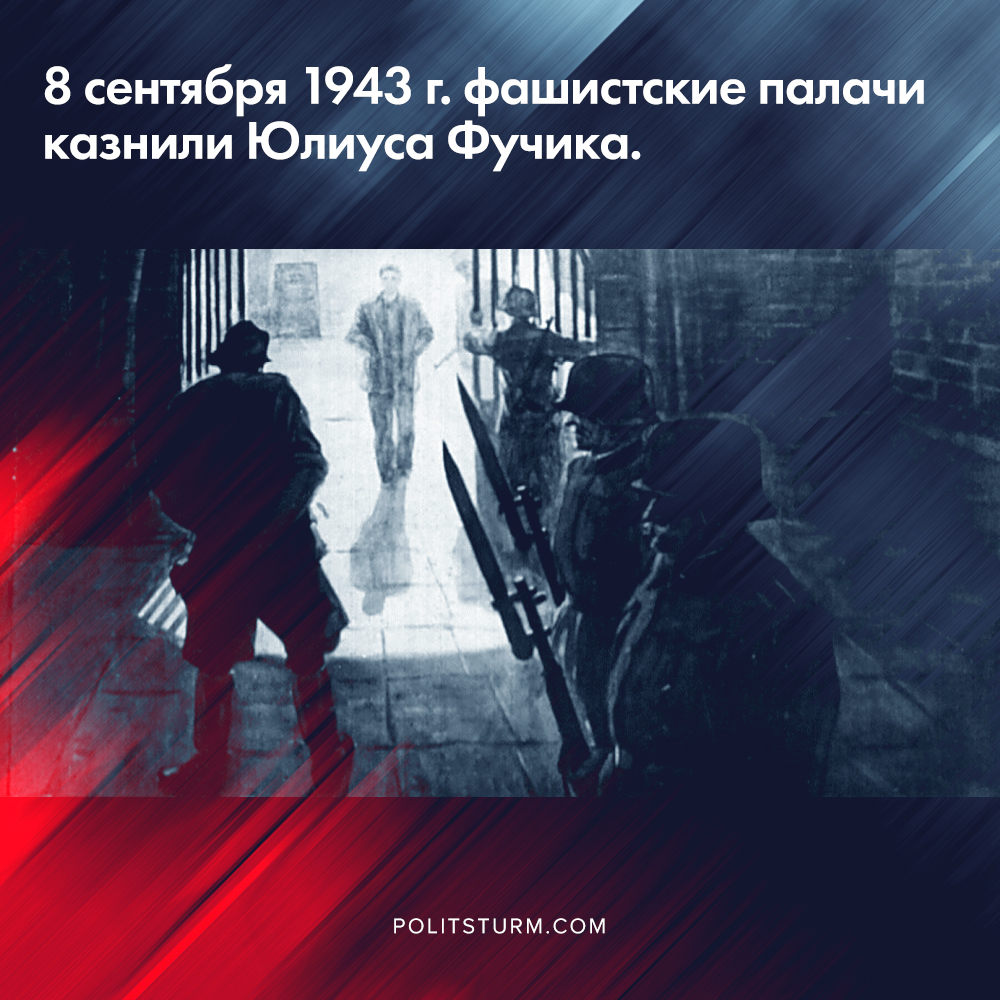 8 сентября 1943 г. фашистские палачи
казнили Юлиуса Фучика.
POLITSTURM.COM